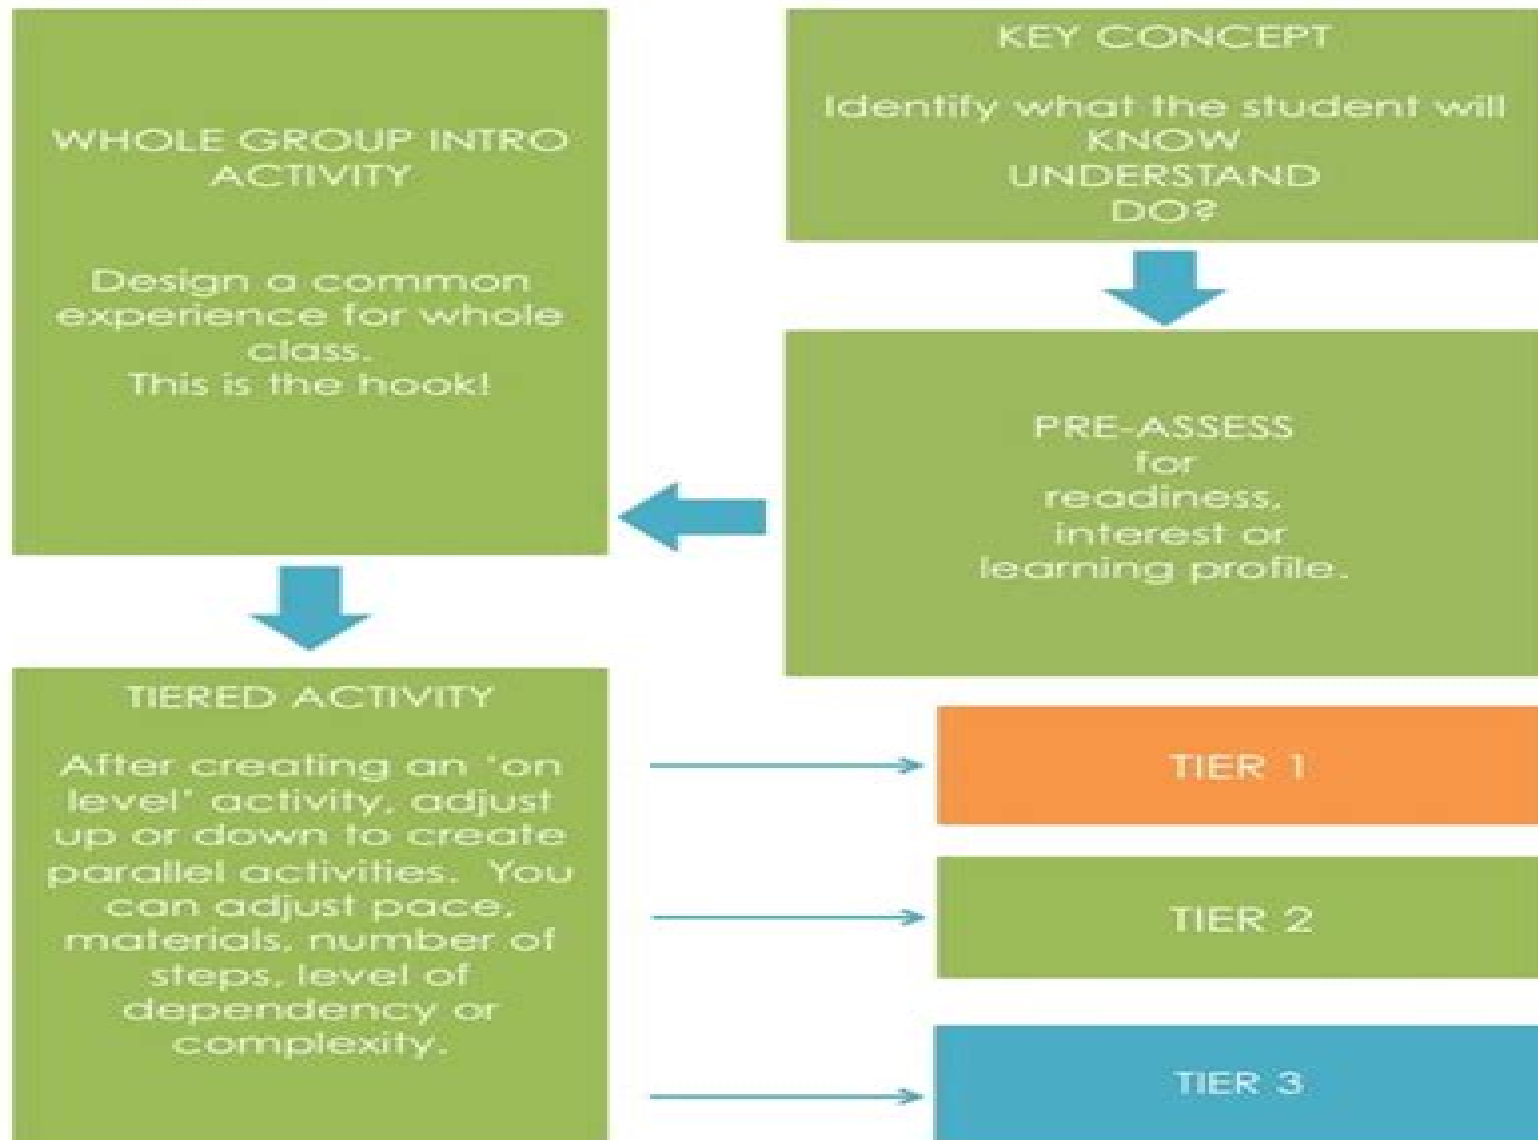 WHOLE GROUP INTRO
ACTIVITY
Design a common
experience for whole
class.
This is the hook!
KEY CONCEPT
Identify what the student will
KNOW
UNDERSTAND
DO?
PRE-ASSESS
for
readiness,
interest or
learning profile.
TIERED ACTIVITY
After creating an "on
level" activity, adjust
up or down to create
parallel activities. You
can adjust pace,
materials, number of
steps, level of
dependency or
complexity.
TIER 1
TIER 2
TIER 3